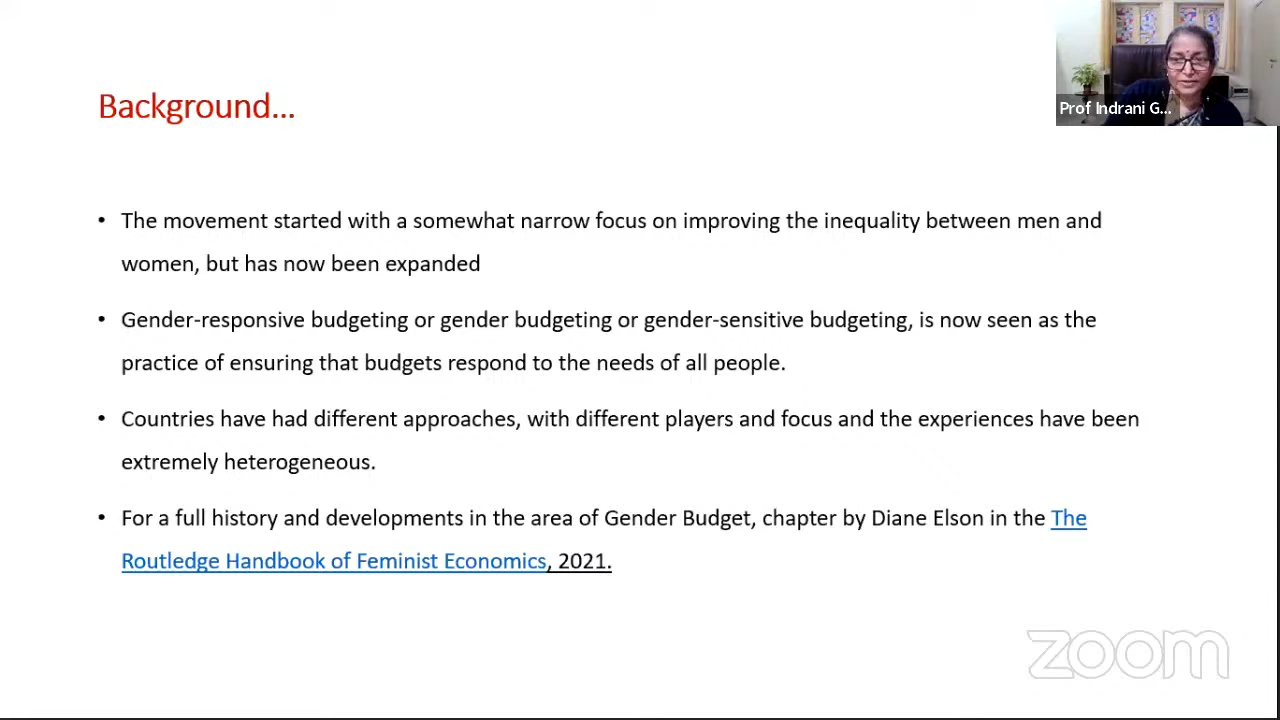 Background...
Prof Indrani G...
• The movement started with a somewhat narrow focus on improving the inequality between men and
women, but has now been expanded
• Gender-responsive budgeting or gender budgeting or gender-sensitive budgeting, is now seen as the
practice of ensuring that budgets respond to the needs of all people.
• Countries have had different approaches, with different players and focus and the experiences have been
extremely heterogeneous.
• For a full history and developments in the area of Gender Budget, chapter by Diane Elson in the The
Routledge Handbook of Feminist Economics, 2021.
zoom